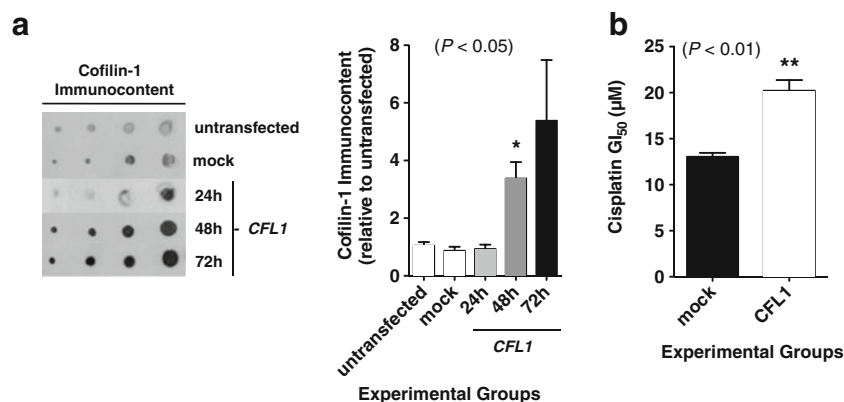 a
Cofilin-1
Immunocontent
untransfected
mock
24h
48h
72h
CFL1
Cofilin-1 Immunocontent
(relative to untransfected)
8
6
4
2
0
(P < 0.05)
*
untransfected
mock
24h
48h
72h
CFL1
Experimental Groups
b
Cisplatin GI50 (µM)
25
20
15
10
5
0
(P < 0.01)
**
mock
CFL1
Experimental Groups